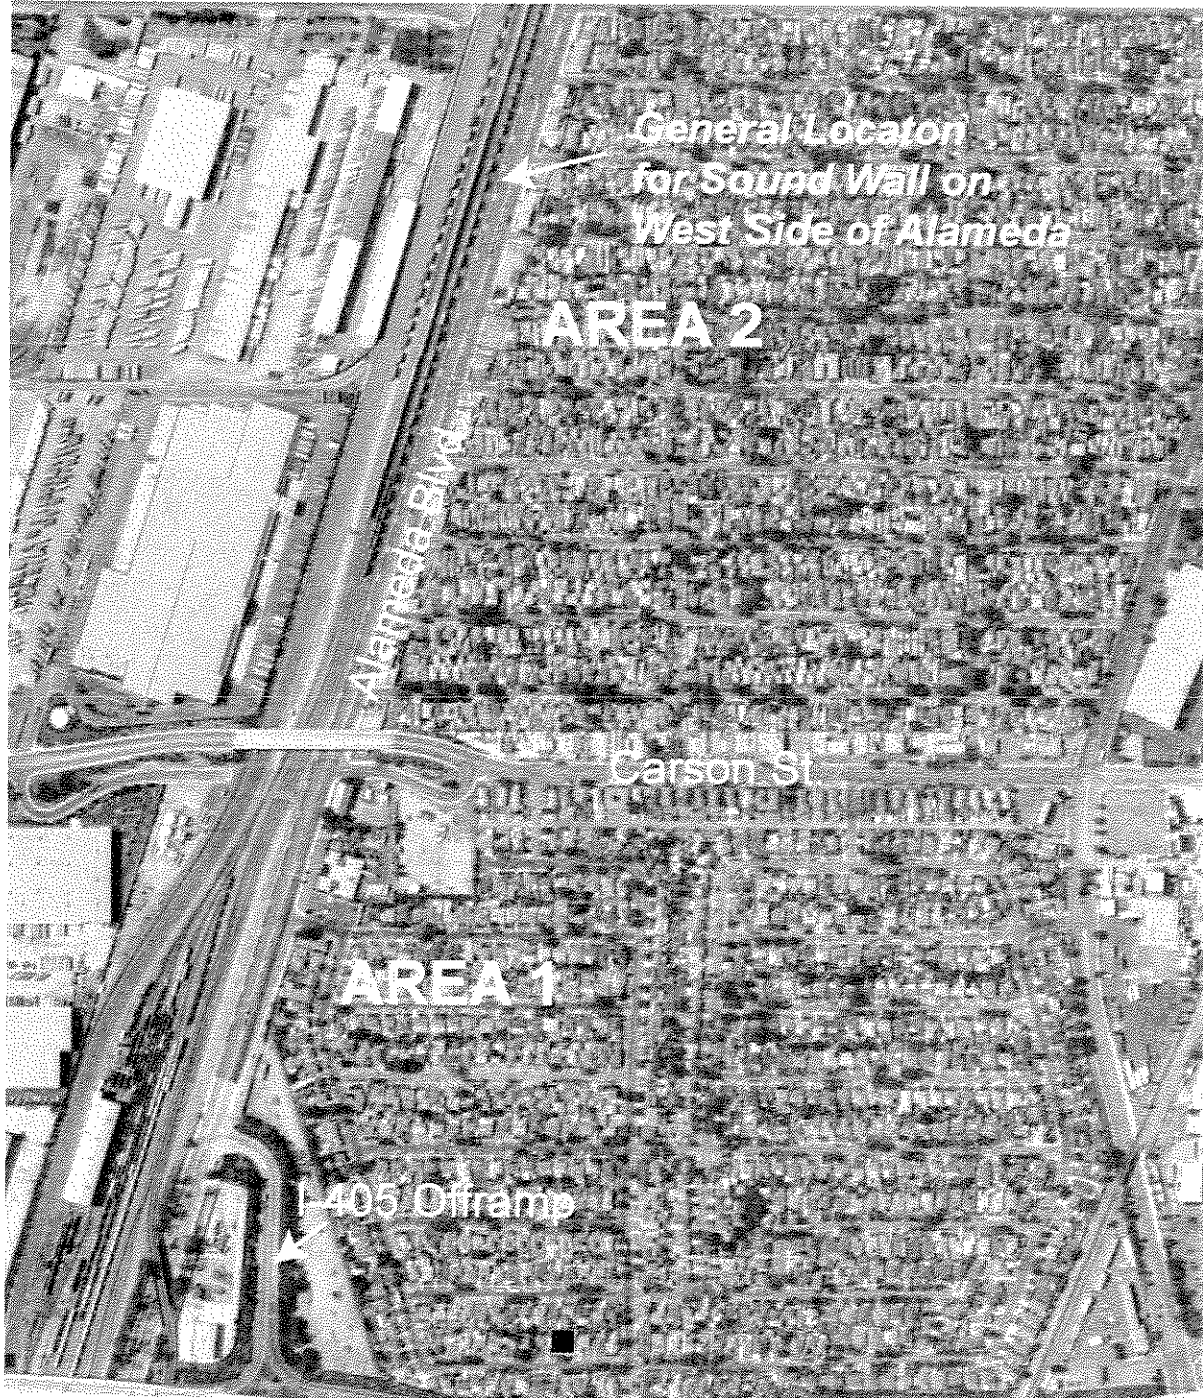 General Locaton
for Sound Wall on
West Side of Alameda
AREA 2
Alameda Blvd
Carson St
AREA 1
I-405 Offramp